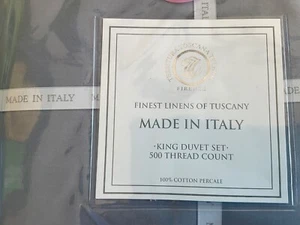 FIRENZE
FINEST LINENS OF TUSCANY
MADE IN ITALY
MADE IN ITALY
·KING DUVET SET·
500 THREAD COUNT
100% COTTON PERCALE